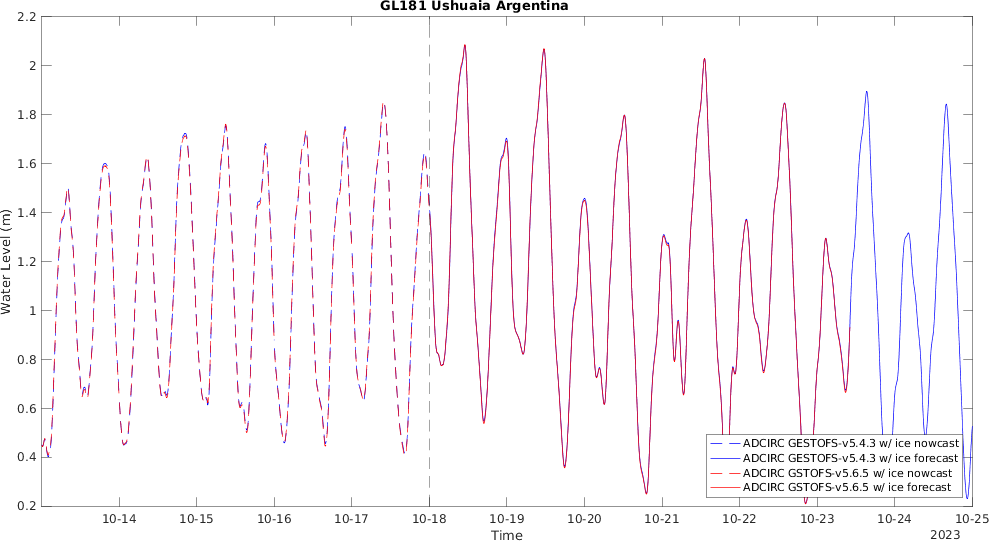 GL181 Ushuaia Argentina
2.2
2
1.8
1.6
1.4
1.2
1
0.8
0.6
0.4
0.2
Water Level (m)
ADCIRC GESTOFS-v5.4.3 w/ ice nowcast
ADCIRC GESTOFS-v5.4.3 w/ ice forecast
ADCIRC GSTOFS-v5.6.5 w/ ice nowcast
ADCIRC GSTOFS-v5.6.5 w/ ice forecast
10-14 10-15 10-16 10-17 10-18 10-19 10-20 10-21 10-22 10-23 10-24 10-25
Time
2023